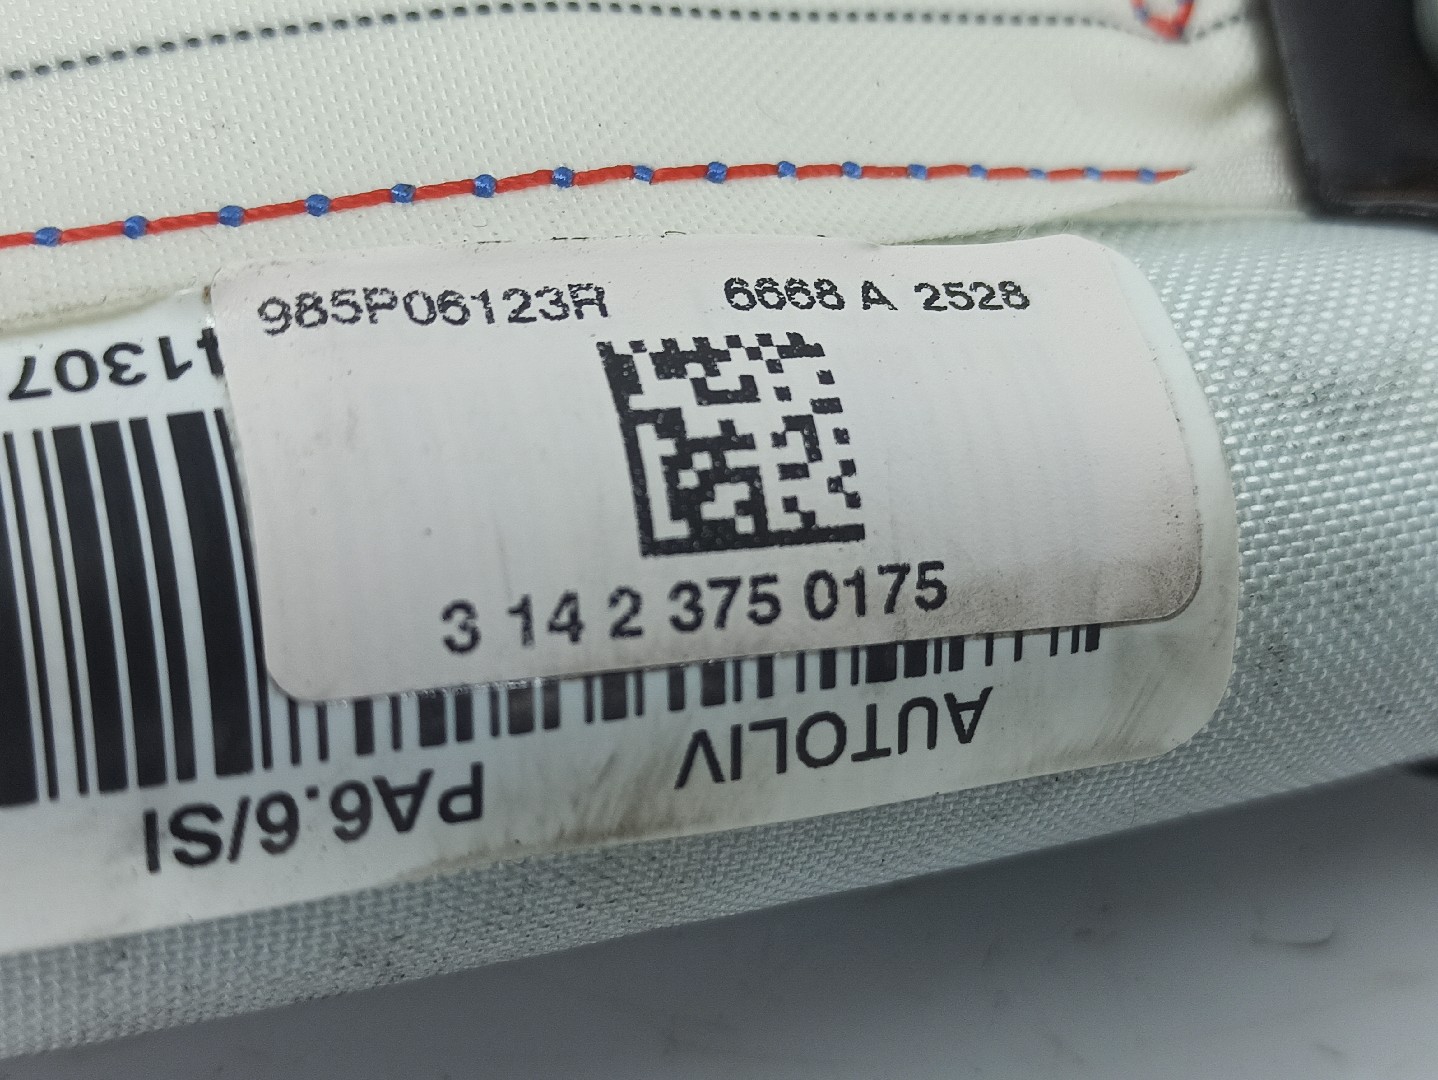 985P06123R 6668 A 2528
3 14 2 375 0175
11307
AUTOLIV
PA6.6/SI